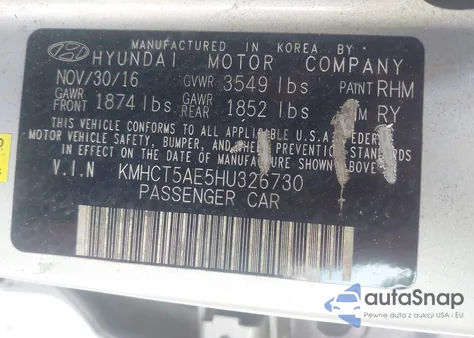 MANUFACTURED IN KOREA BY
HYUNDAI MOTOR COMPANY
NOV/30/16 GVWR 3549 lbs PAINT RHM
GAWR FRONT 1874 lbs. GAWR REAR 1852 lbs RY
THIS VEHICLE CONFORMS TO ALL APPLICABLE U.S.A. FEDERAL
MOTOR VEHICLE SAFETY, BUMPER, AND THEFT PREVENTION STANDARDS
IN EFFECT ON THE DATE OF MANUFACTURE SHOWN ABOVE.
V.I.N KMHCT5AE5HU326730
PASSENGER CAR
autaSnap
Pewne auta z aukcji USA i EU